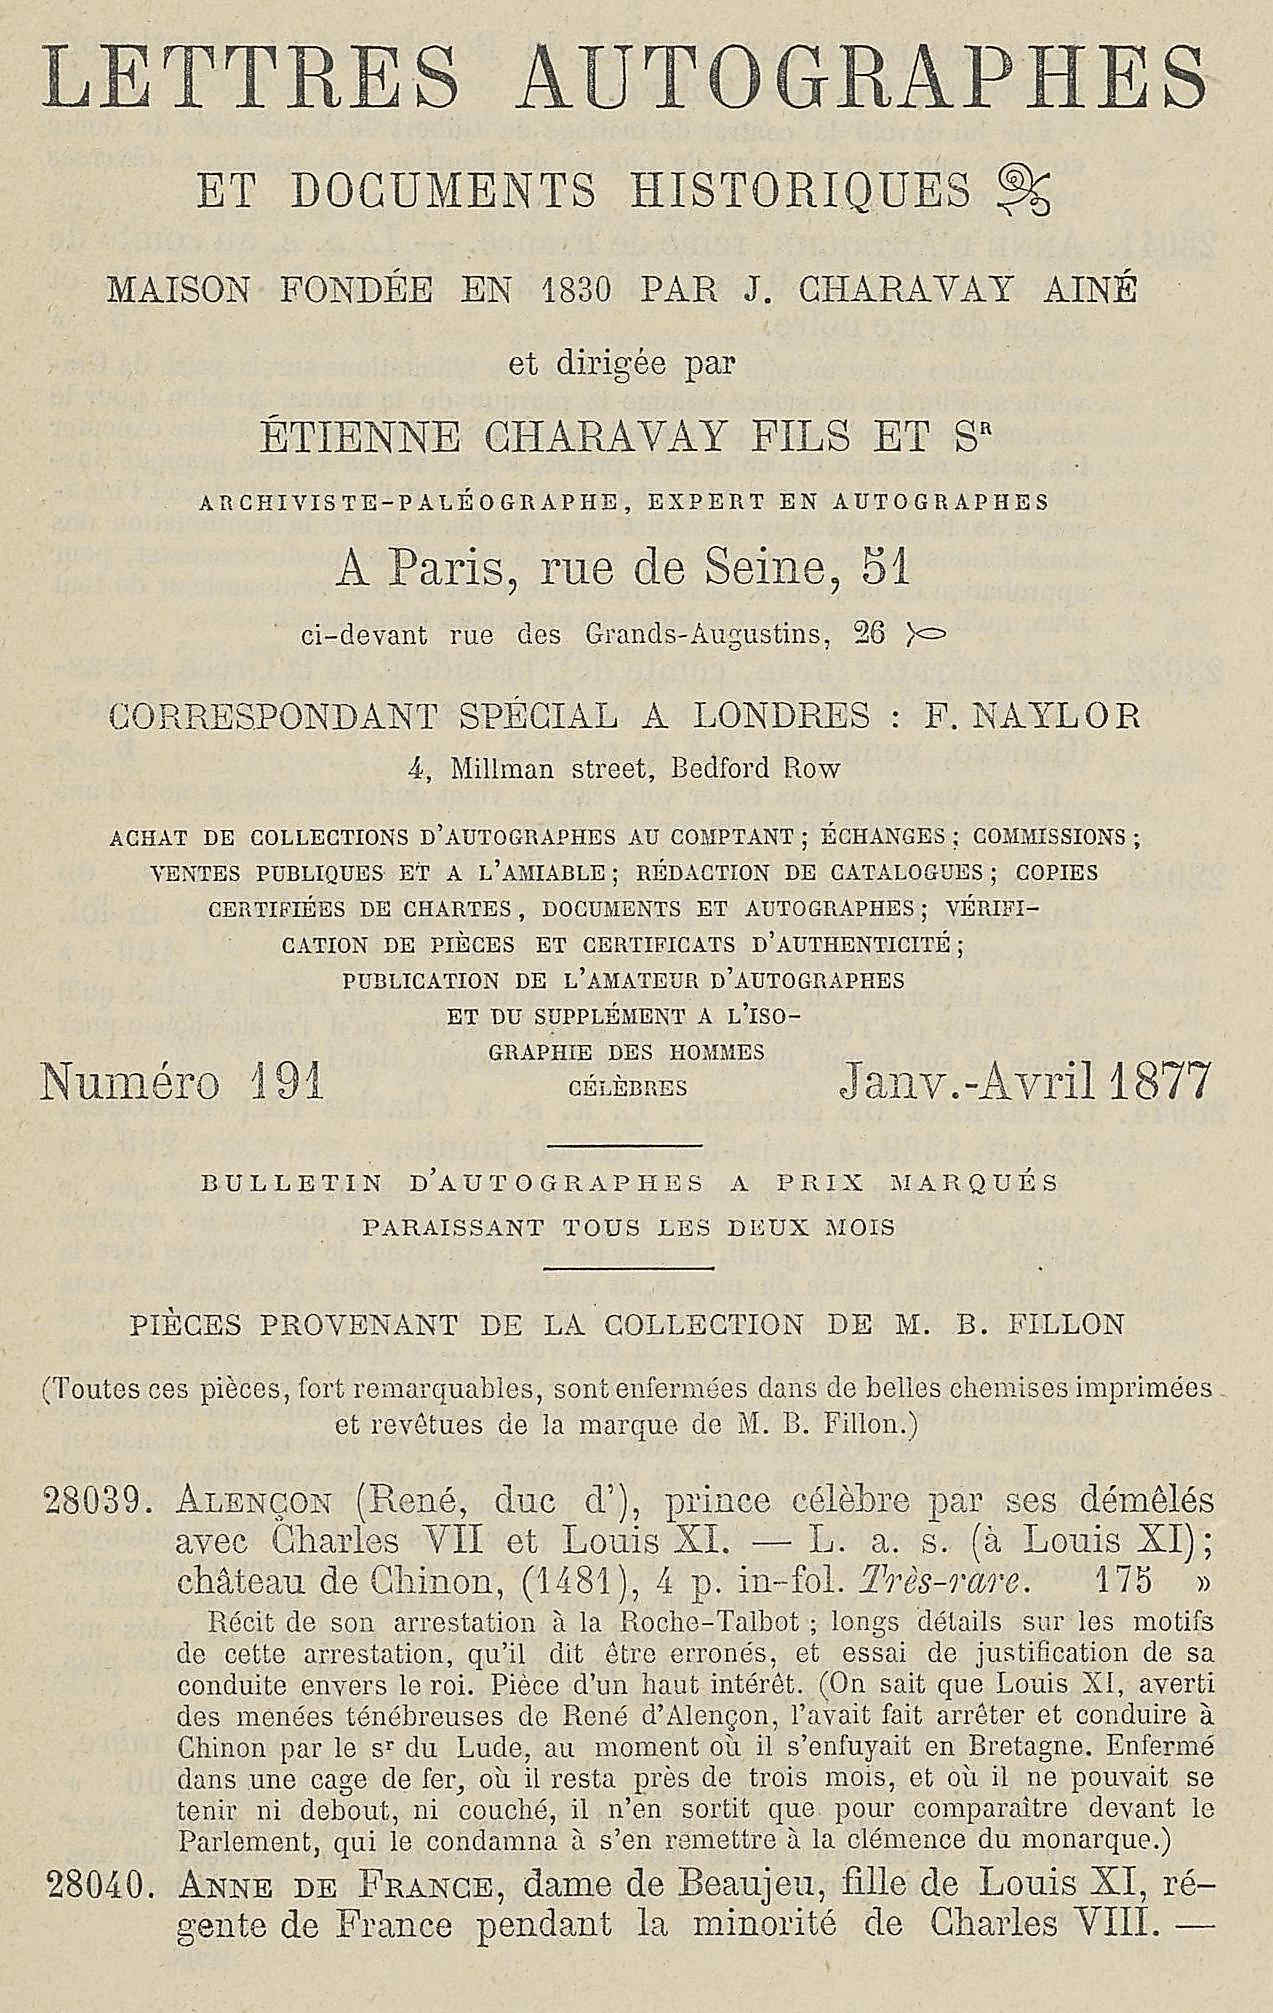 LETTRES AUTOGRAPHES
ET DOCUMENTS HISTORIQUES
MAISON FONDÉE EN 1830 PAR J. CHARAVAY AINÉ
et dirigée par
ÉTIENNE CHARAVAY FILS ET Sʀ
ARCHIVISTE-PALÉOGRAPHE, EXPERT EN AUTOGRAPHES
A Paris, rue de Seine, 51
ci-devant rue des Grands-Augustins, 26
CORRESPONDANT SPÉCIAL A LONDRES : F. NAYLOR
4, Millman street, Bedford Row
ACHAT DE COLLECTIONS D'AUTOGRAPHES AU COMPTANT ; ÉCHANGES ; COMMISSIONS ;
VENTES PUBLIQUES ET A L'AMIABLE ; RÉDACTION DE CATALOGUES ; COPIES
CERTIFIÉES DE CHARTES, DOCUMENTS ET AUTOGRAPHES ; VÉRIFI-
CATION DE PIÈCES ET CERTIFICATS D'AUTHENTICITÉ ;
PUBLICATION DE L'AMATEUR D'AUTOGRAPHES
ET DU SUPPLÉMENT A L'ISO-
GRAPHIE DES HOMMES
CÉLÈBRES
Numéro 191
Janv.-Avril 1877
BULLETIN D'AUTOGRAPHES A PRIX MARQUÉS
PARAISSANT TOUS LES DEUX MOIS
PIÈCES PROVENANT DE LA COLLECTION DE M. B. FILLON
(Toutes ces pièces, fort remarquables, sont enfermées dans de belles chemises imprimées
et revêtues de la marque de M. B. Fillon.)
28039. ALENÇON (René, duc d'), prince célèbre par ses démêlés
avec Charles VII et Louis XI. — L. a. s. (à Louis XI) ;
château de Chinon, (1481), 4 p. in-fol. Très-rare. 175 »
Récit de son arrestation à la Roche-Talbot ; longs détails sur les motifs
de cette arrestation, qu'il dit être erronés, et essai de justification de sa
conduite envers le roi. Pièce d'un haut intérêt. (On sait que Louis XI, averti
des menées ténébreuses de René d'Alençon, l'avait fait arrêter et conduire à
Chinon par le sʳ du Lude, au moment où il s'enfuyait en Bretagne. Enfermé
dans une cage de fer, où il resta près de trois mois, et où il ne pouvait se
tenir ni debout, ni couché, il n'en sortit que pour comparaître devant le
Parlement, qui le condamna à s'en remettre à la clémence du monarque.)
28040. ANNE DE FRANCE, dame de Beaujeu, fille de Louis XI, ré-
gente de France pendant la minorité de Charles VIII. —